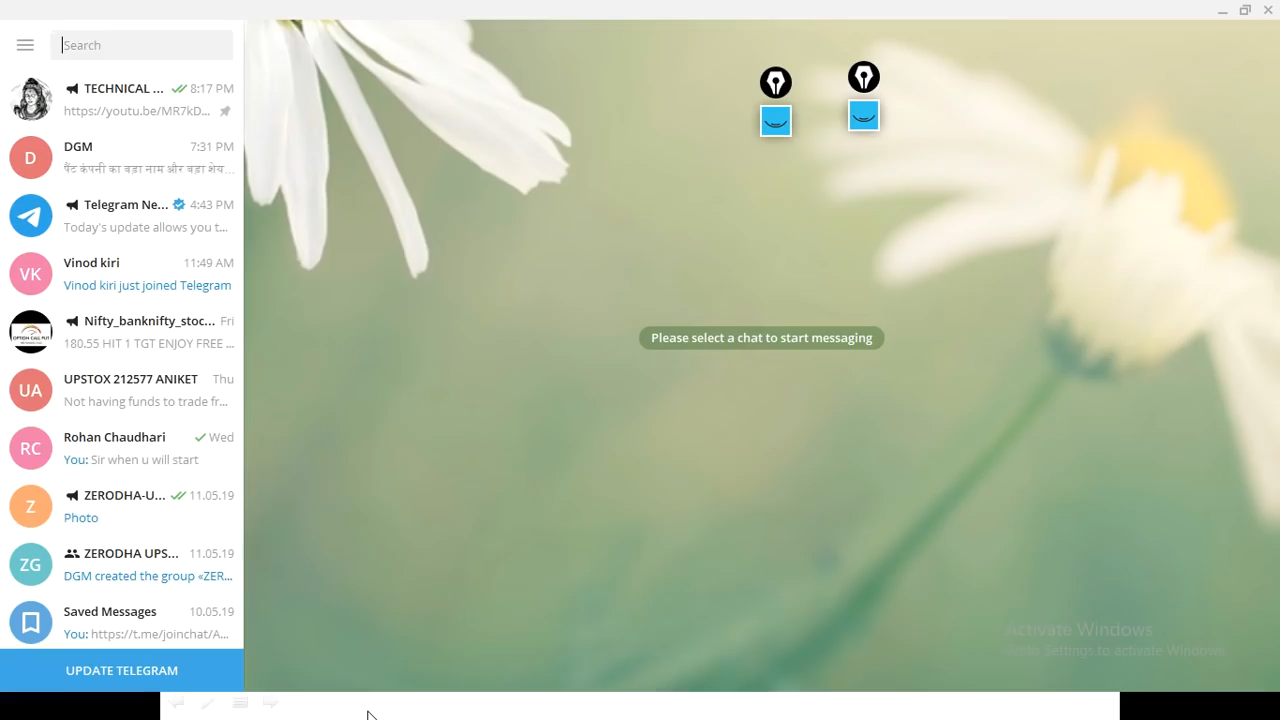 Search
TECHNICAL ... 8:17 PM
https://youtu.be/MR7kD...
D
DGM 7:31 PM
पैंट कंपनी का बड़ा नाम और बड़ा शेय...
Telegram Ne... 4:43 PM
Today's update allows you t...
VK
Vinod kiri 11:49 AM
Vinod kiri just joined Telegram
Nifty_banknifty_stoc... Fri
180.55 HIT 1 TGT ENJOY FREE ...
UA
UPSTOX 212577 ANIKET Thu
Not having funds to trade fr...
RC
Rohan Chaudhari Wed
You: Sir when u will start
Z
ZERODHA-U... 11.05.19
Photo
ZG
ZERODHA UPS... 11.05.19
DGM created the group «ZER...
Saved Messages 10.05.19
You: https://t.me/joinchat/A...
UPDATE TELEGRAM
Please select a chat to start messaging
Activate Windows
Go to Settings to activate Windows.